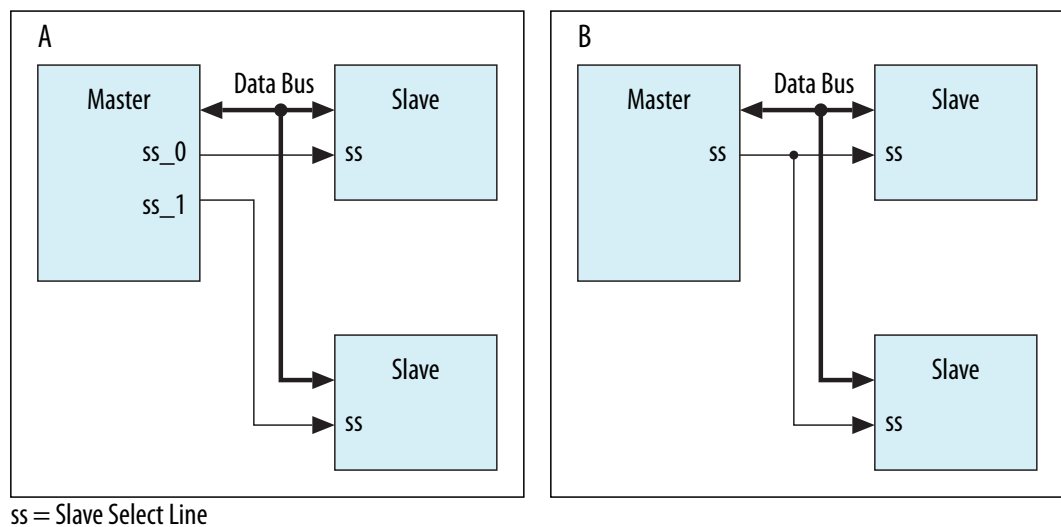 A
Data Bus
Master
Slave
ss_0
ss
ss_1
Slave
ss
B
Data Bus
Master
Slave
ss
ss
Slave
ss
ss = Slave Select Line